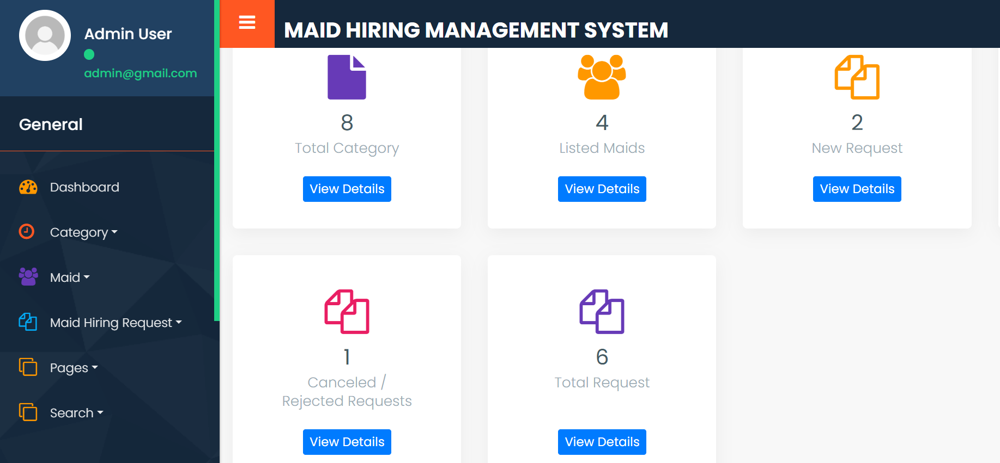 Admin User
admin@gmail.com
General
Dashboard
Category
Maid
Maid Hiring Request
Pages
Search
MAID HIRING MANAGEMENT SYSTEM
8
Total Category
View Details
4
Listed Maids
View Details
2
New Request
View Details
1
Canceled /
Rejected Requests
View Details
6
Total Request
View Details